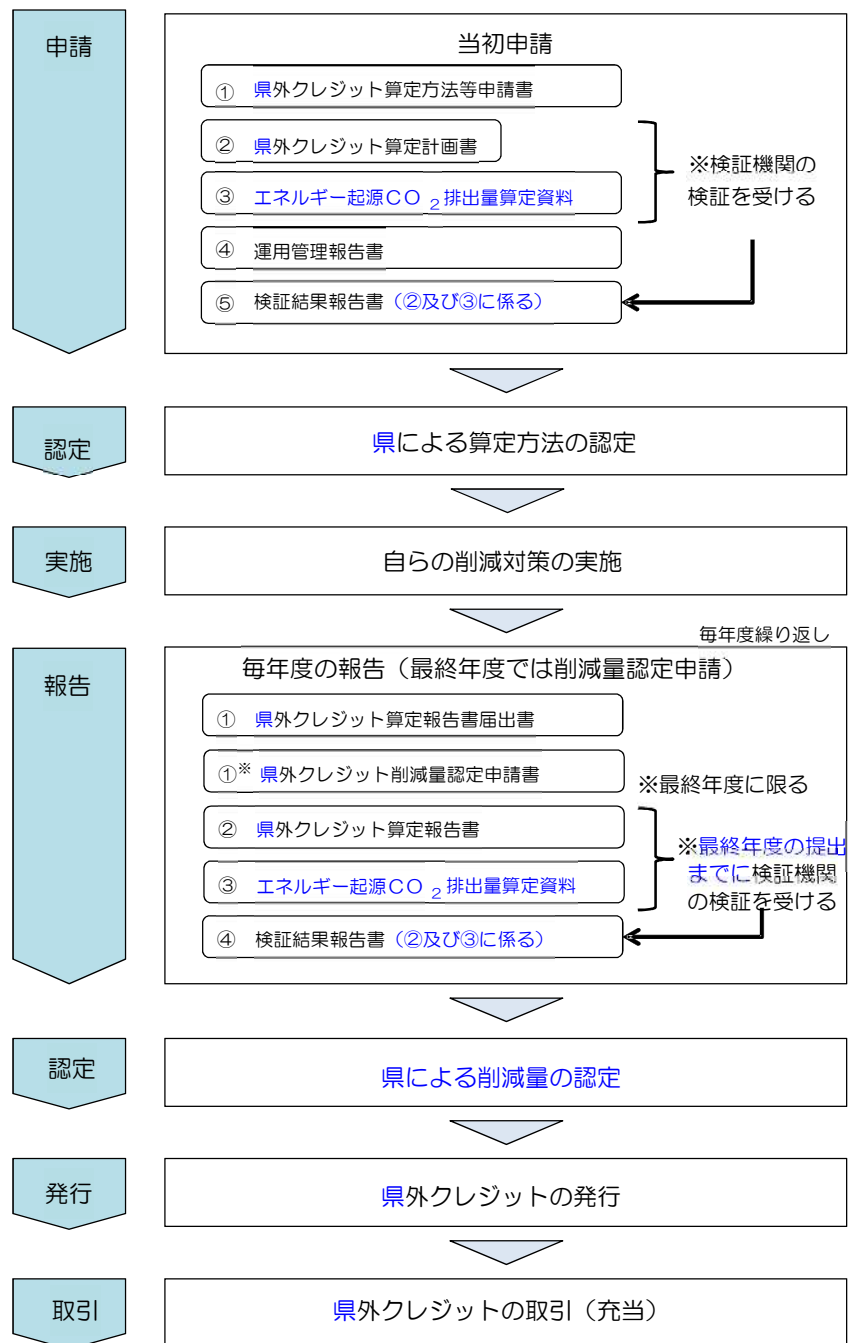 申請
当初申請
① 県外クレジット算定方法等申請書
② 県外クレジット算定計画書
③ エネルギー起源CO2排出量算定資料
※検証機関の
検証を受ける
④ 運用管理報告書
⑤ 検証結果報告書（②及び③に係る）
認定
県による算定方法の認定
実施
自らの削減対策の実施
毎年度繰り返し
報告
毎年度の報告（最終年度では削減量認定申請）
① 県外クレジット算定報告書届出書
①※ 県外クレジット削減量認定申請書
※最終年度に限る
② 県外クレジット算定報告書
③ エネルギー起源CO2排出量算定資料
※最終年度の提出
までに検証機関
の検証を受ける
④ 検証結果報告書（②及び③に係る）
認定
県による削減量の認定
発行
県外クレジットの発行
取引
県外クレジットの取引（充当）